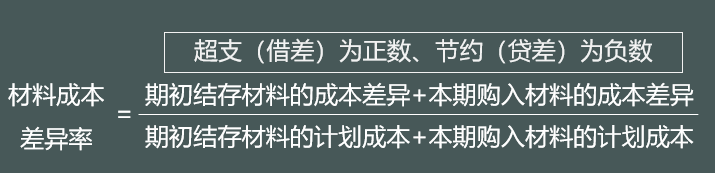 超支（借差）为正数、节约（贷差）为负数
材料成本
差异率
=
期初结存材料的成本差异+本期购入材料的成本差异
期初结存材料的计划成本+本期购入材料的计划成本